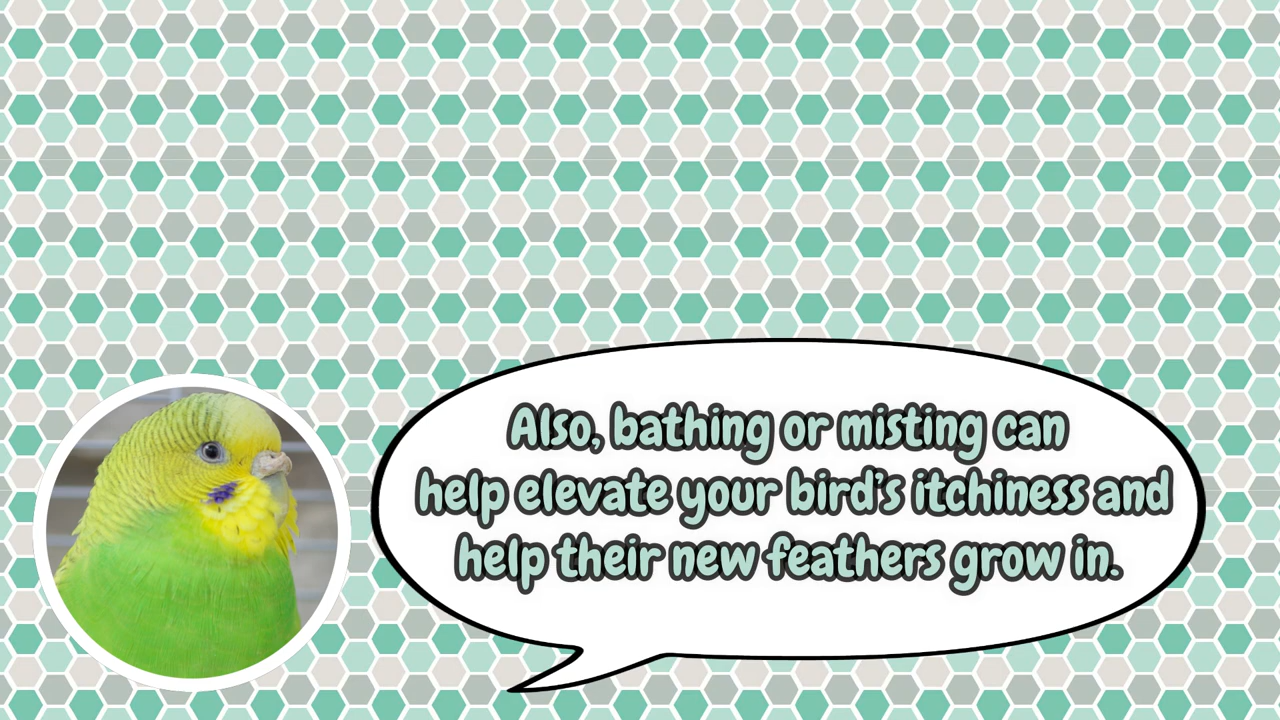 Also, bathing or misting can
help elevate your bird's itchiness and
help their new feathers grow in.